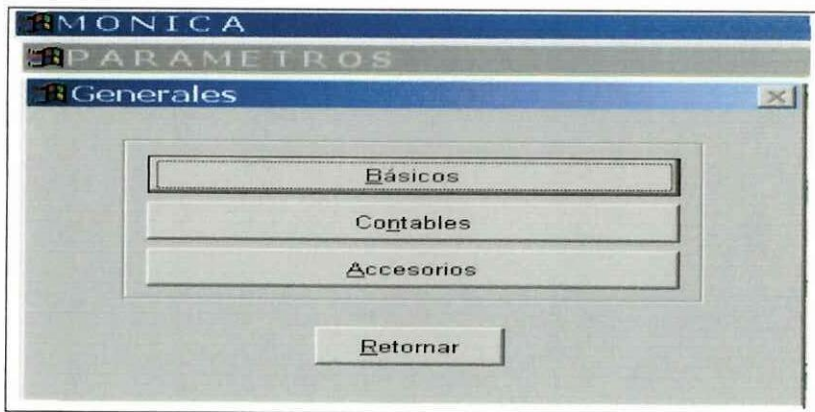 MONICA
PARAMETROS
Generales
Básicos
Contables
Accesorios
Retornar